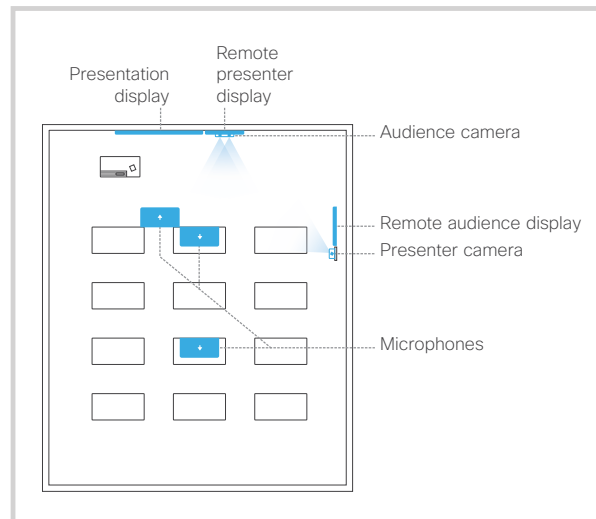 Remote
presenter
display
Presentation
display
Audience camera
Remote audience display
Presenter camera
Microphones